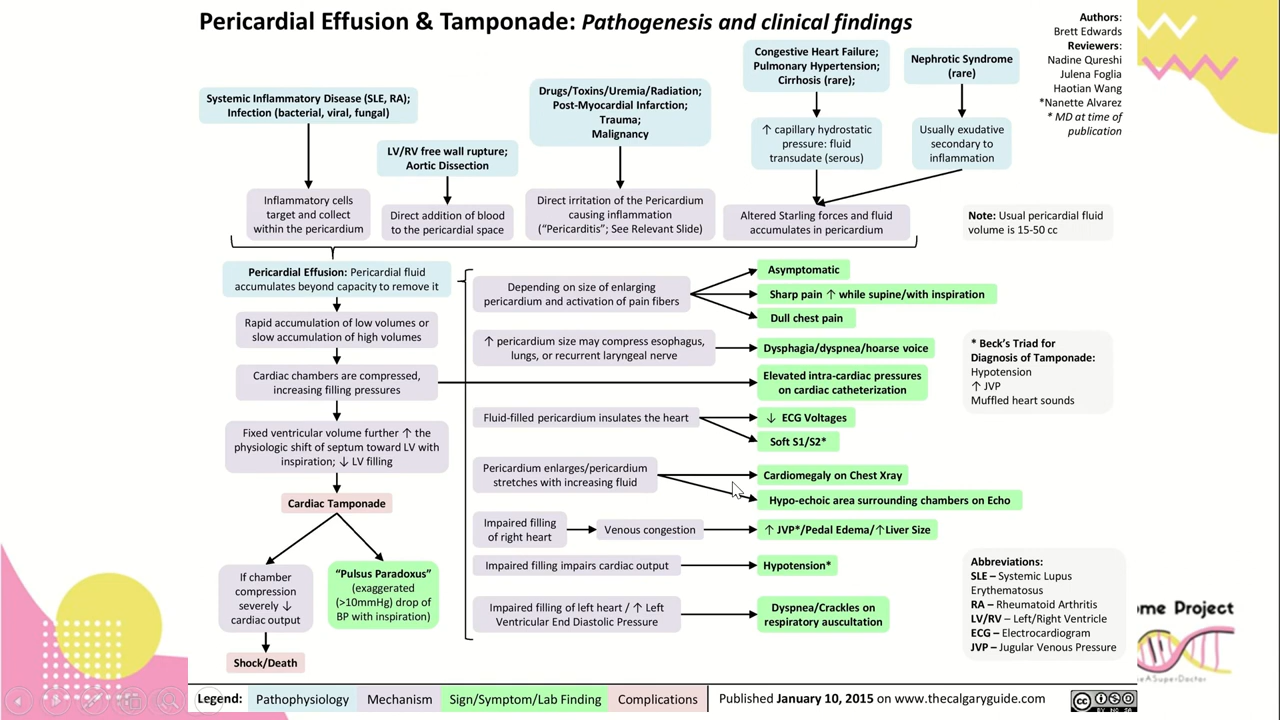 Pericardial Effusion & Tamponade: Pathogenesis and clinical findings
Authors:
Brett Edwards
Reviewers:
Nadine Qureshi
Julena Foglia
Haotian Wang
*Nanette Alvarez
* MD at time of
publication
Systemic Inflammatory Disease (SLE, RA);
Infection (bacterial, viral, fungal)
LV/RV free wall rupture;
Aortic Dissection
Drugs/Toxins/Uremia/Radiation;
Post-Myocardial Infarction;
Trauma;
Malignancy
Congestive Heart Failure;
Pulmonary Hypertension;
Cirrhosis (rare);
Nephrotic Syndrome
(rare)
↑ capillary hydrostatic
pressure: fluid
transudate (serous)
Usually exudative
secondary to
inflammation
Inflammatory cells
target and collect
within the pericardium
Direct addition of blood
to the pericardial space
Direct irritation of the Pericardium
causing inflammation
("Pericarditis"; See Relevant Slide)
Altered Starling forces and fluid
accumulates in pericardium
Note: Usual pericardial fluid
volume is 15-50 cc
Pericardial Effusion: Pericardial fluid
accumulates beyond capacity to remove it
Rapid accumulation of low volumes or
slow accumulation of high volumes
Cardiac chambers are compressed,
increasing filling pressures
Fixed ventricular volume further ↑ the
physiologic shift of septum toward LV with
inspiration; ↓ LV filling
Cardiac Tamponade
If chamber
compression
severely ↓
cardiac output
"Pulsus Paradoxus"
(exaggerated
(>10mmHg) drop of
BP with inspiration)
Shock/Death
Depending on size of enlarging
pericardium and activation of pain fibers
Asymptomatic
Sharp pain ↑ while supine/with inspiration
Dull chest pain
↑ pericardium size may compress esophagus,
lungs, or recurrent laryngeal nerve
Dysphagia/dyspnea/hoarse voice
Elevated intra-cardiac pressures
on cardiac catheterization
Fluid-filled pericardium insulates the heart
↓ ECG Voltages
Soft S1/S2*
Pericardium enlarges/pericardium
stretches with increasing fluid
Cardiomegaly on Chest Xray
Hypo-echoic area surrounding chambers on Echo
Impaired filling
of right heart
Venous congestion
↑ JVP*/Pedal Edema/↑Liver Size
Impaired filling impairs cardiac output
Hypotension*
Impaired filling of left heart / ↑ Left
Ventricular End Diastolic Pressure
Dyspnea/Crackles on
respiratory auscultation
* Beck's Triad for
Diagnosis of Tamponade:
Hypotension
↑ JVP
Muffled heart sounds
Abbreviations:
SLE – Systemic Lupus
Erythematosus
RA – Rheumatoid Arthritis
LV/RV – Left/Right Ventricle
ECG – Electrocardiogram
JVP – Jugular Venous Pressure
ome Project
eASuperDoctor
Legend: Pathophysiology Mechanism Sign/Symptom/Lab Finding Complications Published January 10, 2015 on www.thecalgaryguide.com